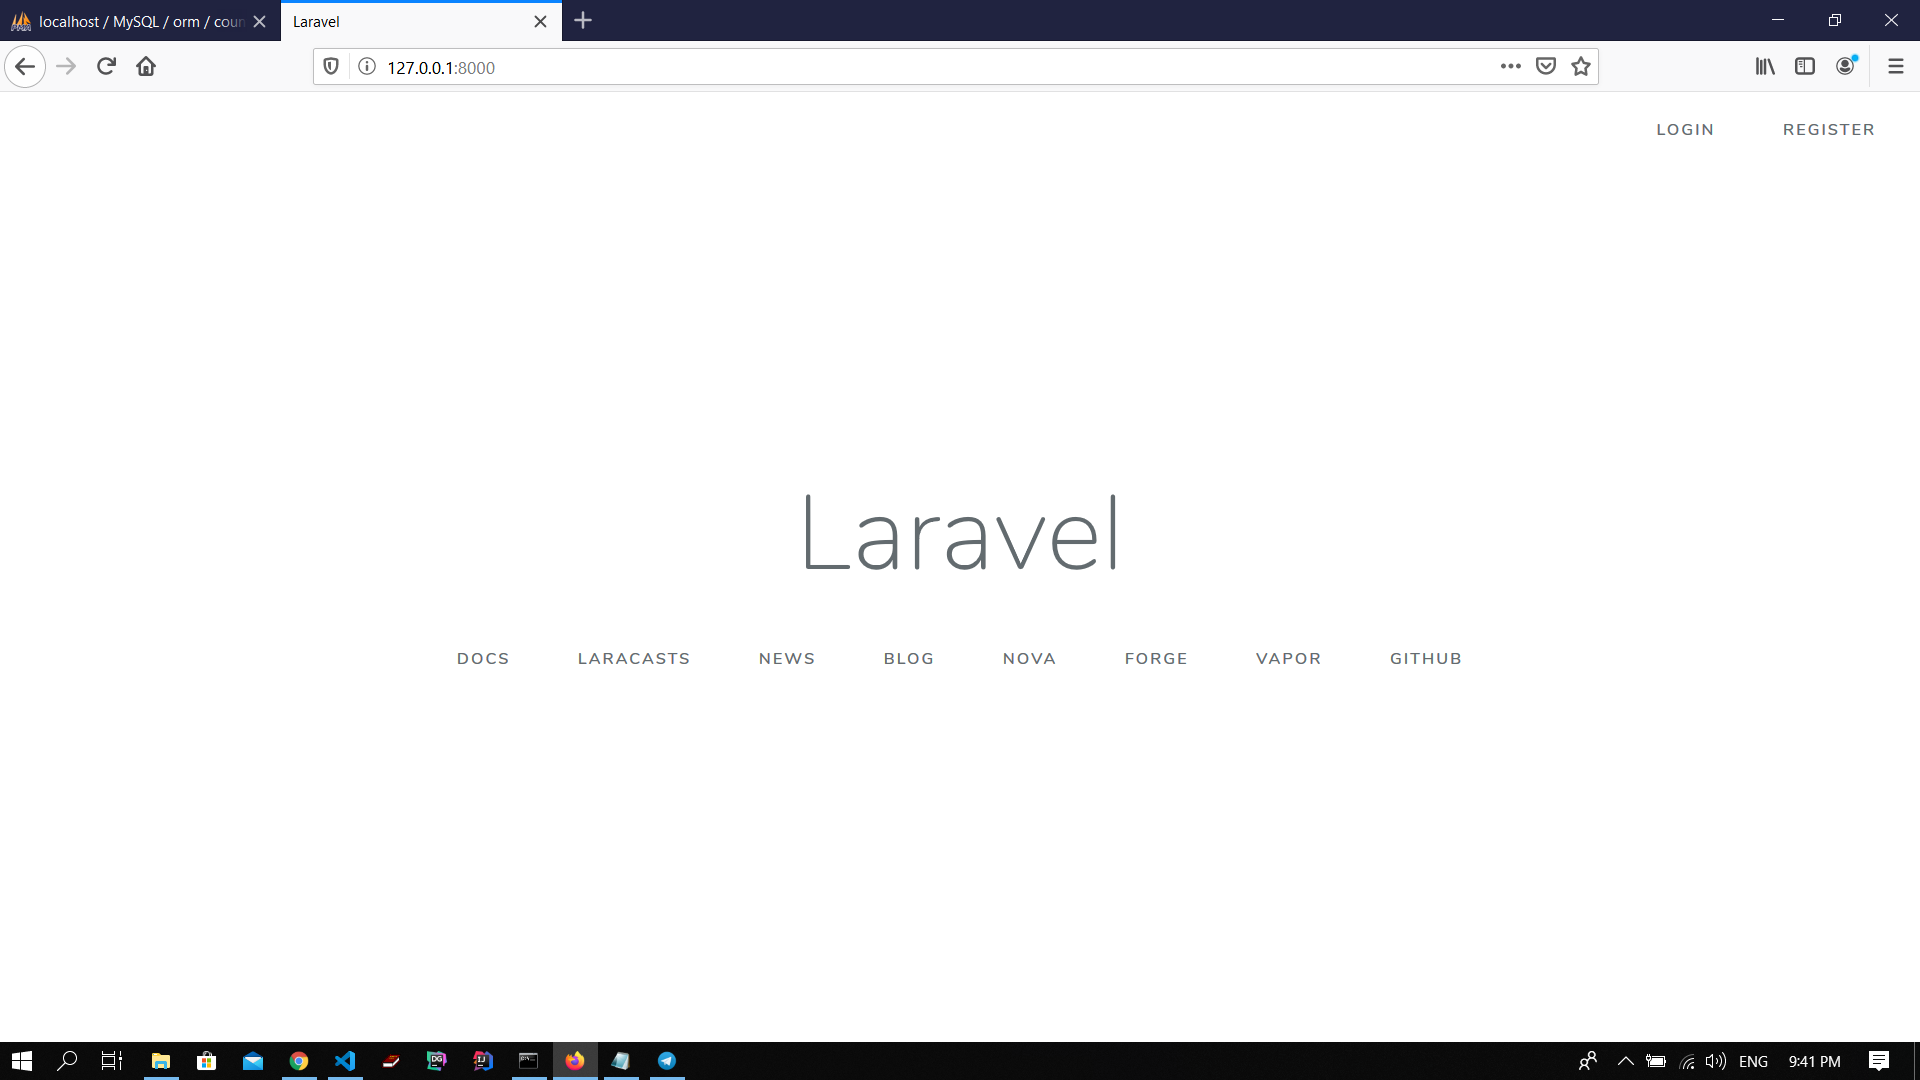 localhost / MySQL / orm / coun
Laravel
127.0.0.1:8000
LOGIN REGISTER
Laravel
DOCS LARACASTS NEWS BLOG NOVA FORGE VAPOR GITHUB
ENG 9:41 PM